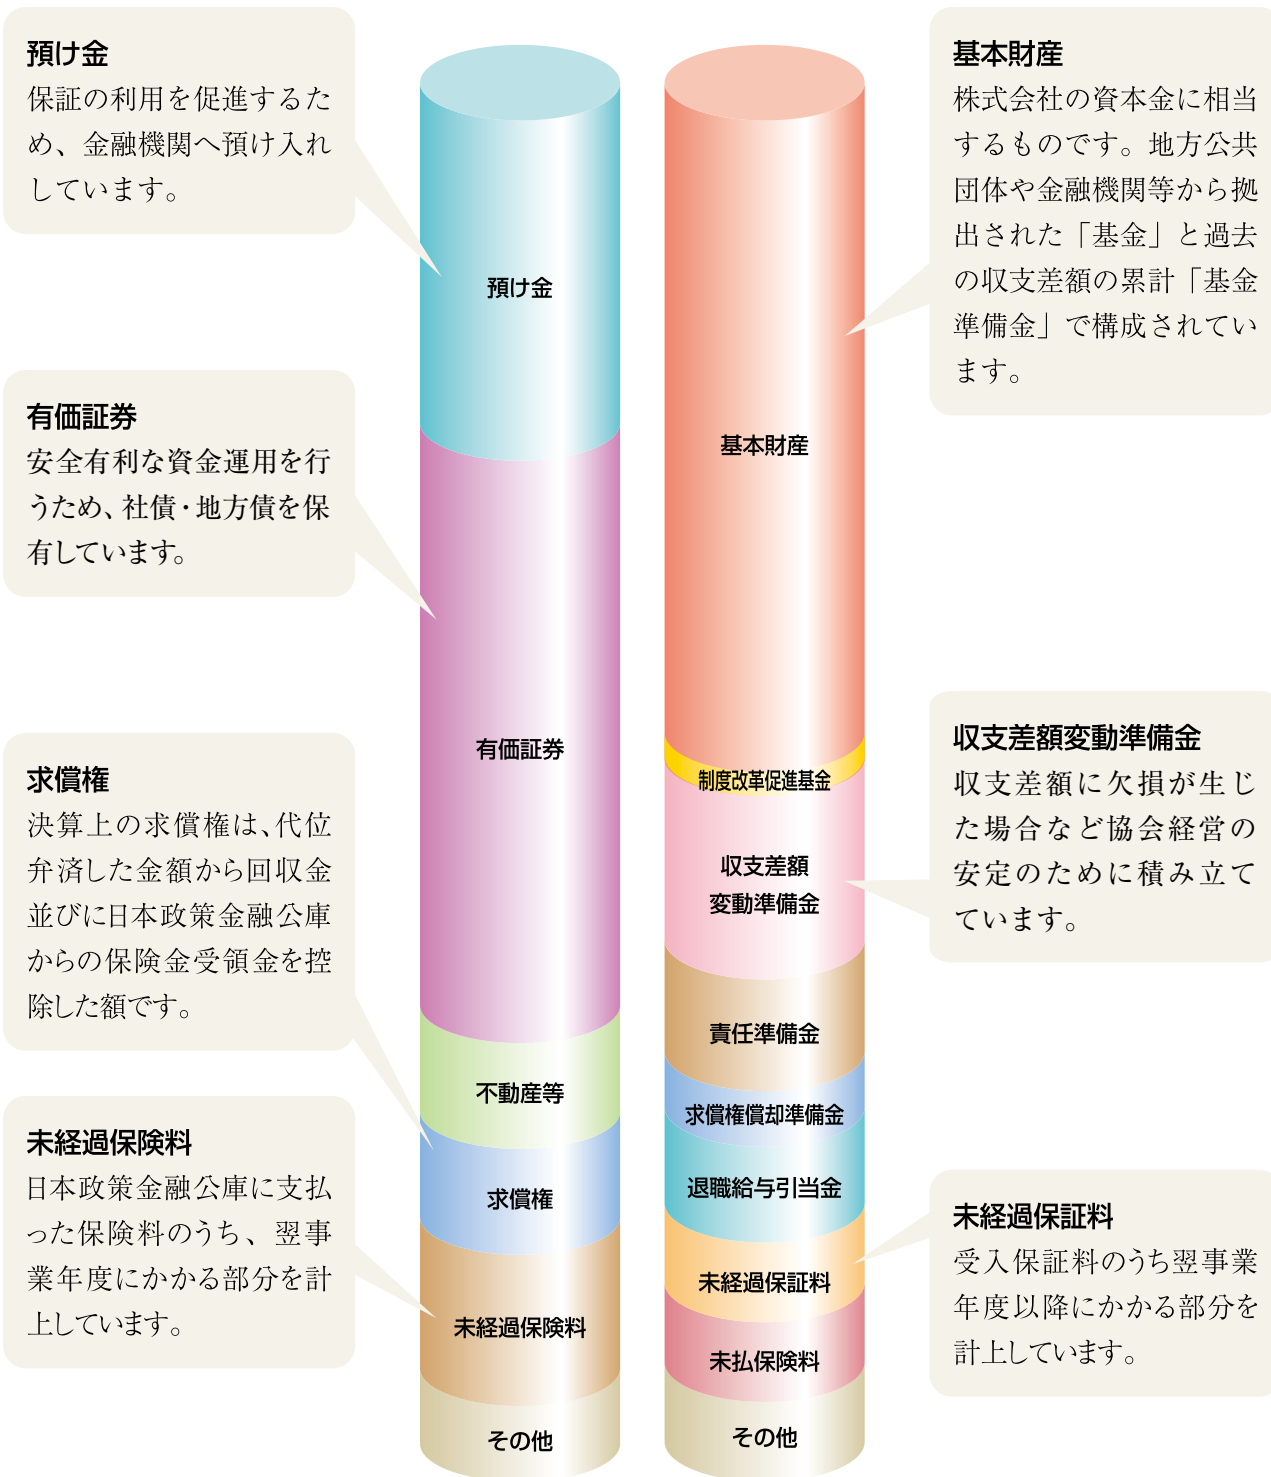 預け金
保証の利用を促進するた
め、金融機関へ預け入れ
しています。
有価証券
安全有利な資金運用を行
うため、社債・地方債を保
有しています。
求償権
決算上の求償権は、代位
弁済した金額から回収金
並びに日本政策金融公庫
からの保険金受領金を控
除した額です。
未経過保険料
日本政策金融公庫に支払
った保険料のうち、翌事
業年度にかかる部分を計
上しています。
預け金
有価証券
不動産等
求償権
未経過保険料
その他
基本財産
制度改革促進基金
収支差額
変動準備金
責任準備金
求償権償却準備金
退職給与引当金
未経過保証料
未払保険料
その他
基本財産
株式会社の資本金に相当
するものです。地方公共
団体や金融機関等から拠
出された「基金」と過去
の収支差額の累計「基金
準備金」で構成されてい
ます。
収支差額変動準備金
収支差額に欠損が生じ
た場合など協会経営の
安定のために積み立て
ています。
未経過保証料
受入保証料のうち翌事業
年度以降にかかる部分を
計上しています。